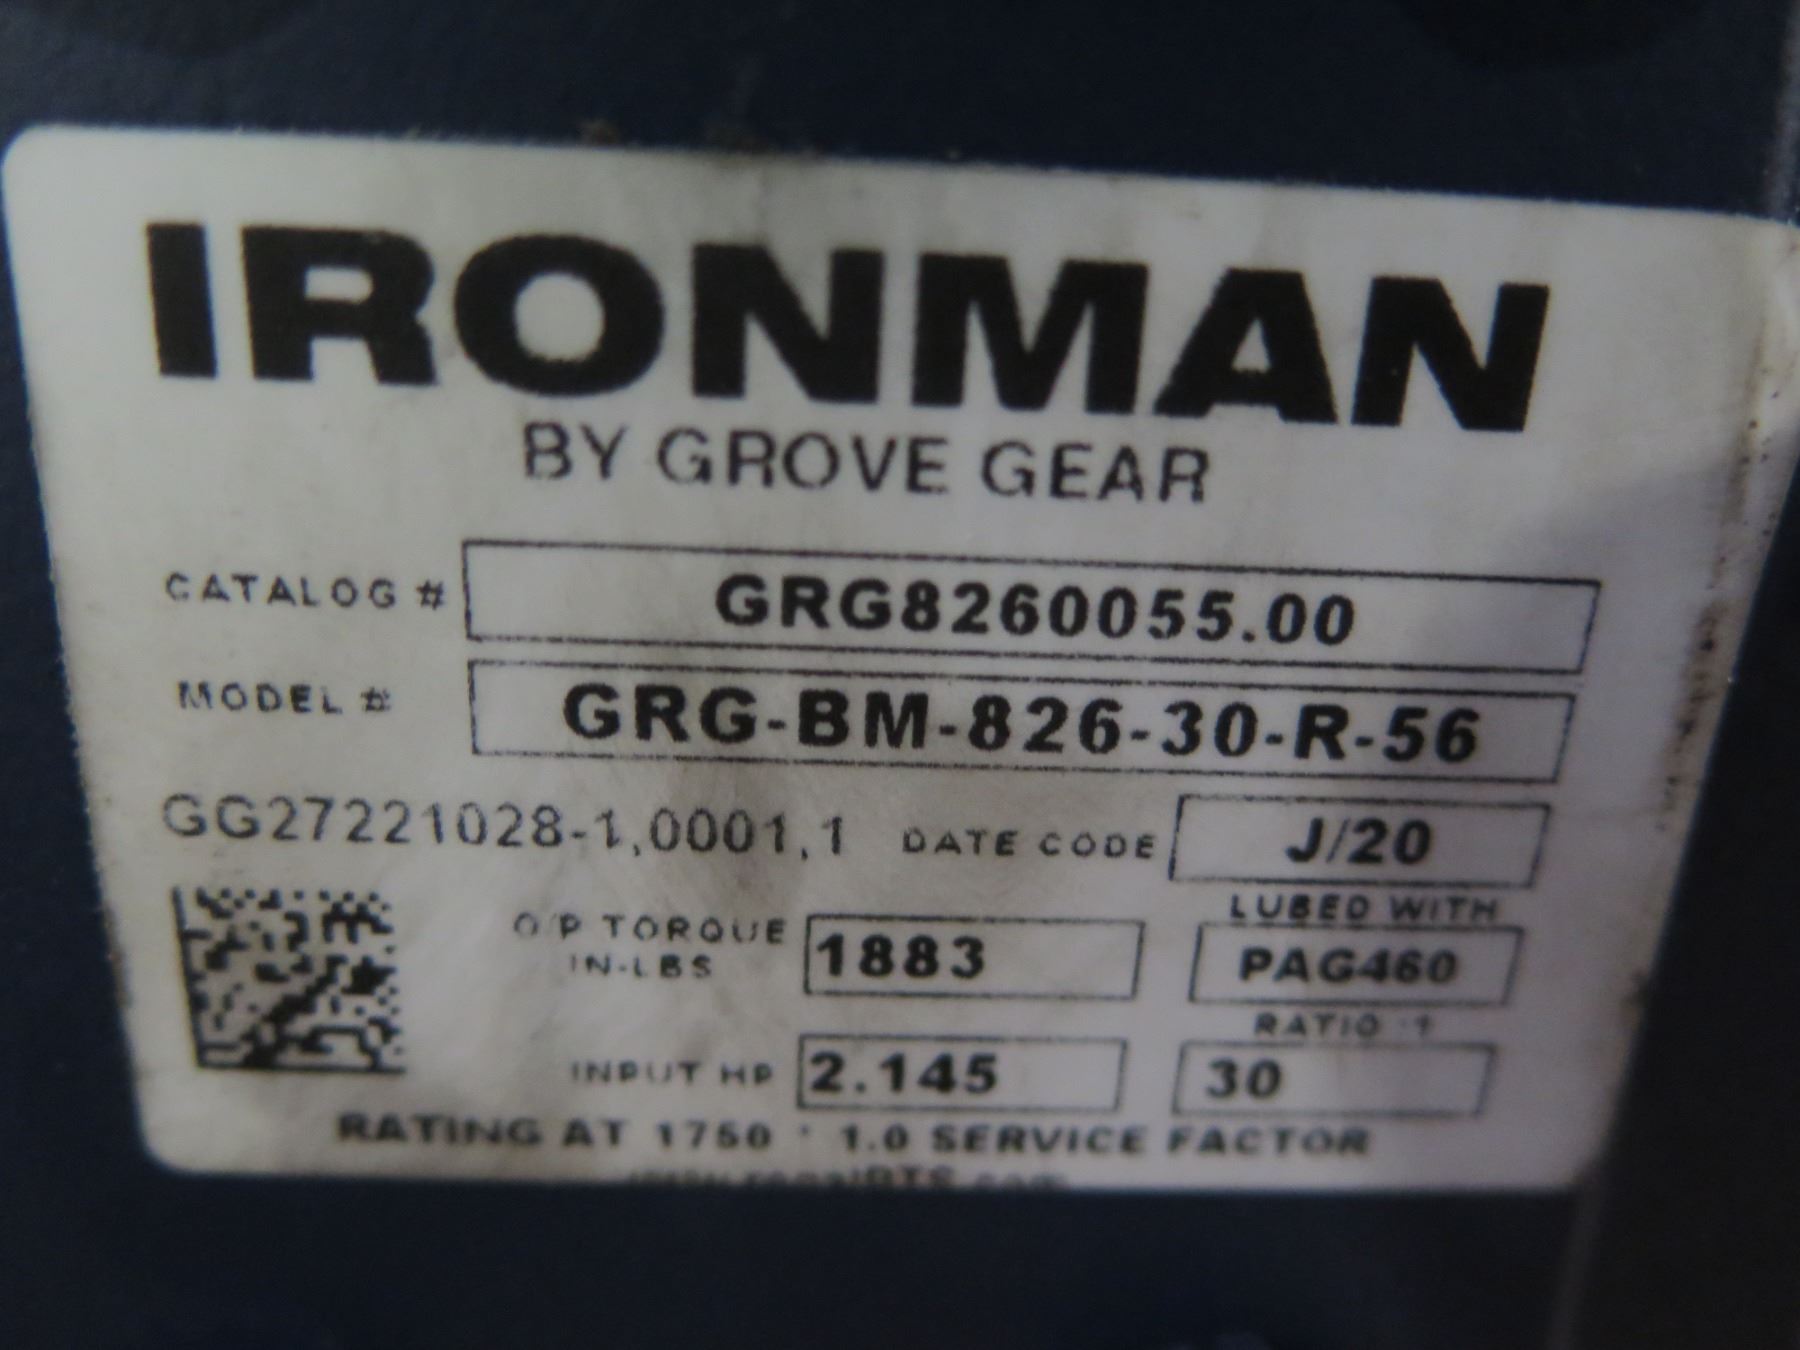 IRONMAN
BY GROVE GEAR
CATALOG # GRG8260055.00
MODEL # GRG-BM-826-30-R-56
GG27221028-1,0001,1 DATE CODE J/20
LUBED WITH
O/P TORQUE IN-LBS 1883 PAG460
RATIO :1
INPUT HP 2.145 30
RATING AT 1750 * 1.0 SERVICE FACTOR